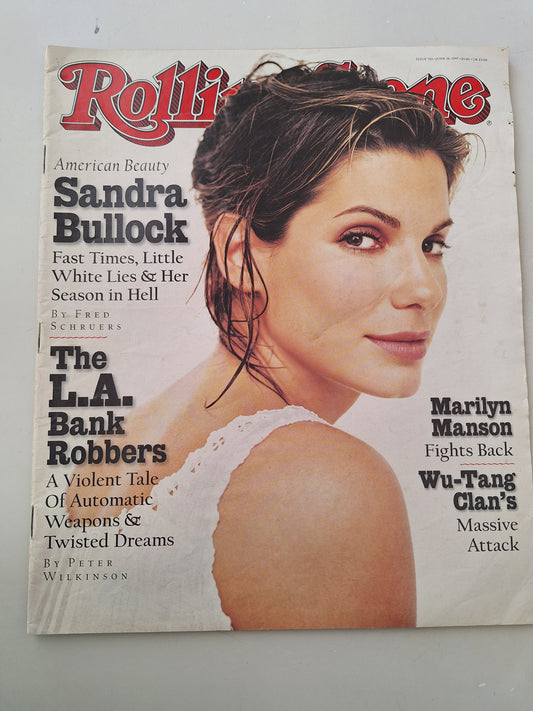 Rolling Stone
American Beauty
Sandra
Bullock
Fast Times, Little
White Lies & Her
Season in Hell
By Fred
Schruers
The
L.A.
Bank
Robbers
A Violent Tale
Of Automatic
Weapons &
Twisted Dreams
By Peter
Wilkinson
Marilyn
Manson
Fights Back
Wu-Tang
Clan's
Massive
Attack